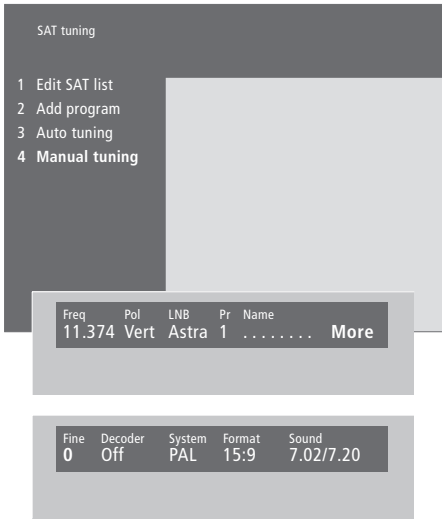 SAT tuning
1 Edit SAT list
2 Add program
3 Auto tuning
4 Manual tuning
Freq Pol LNB Pr Name
11.374 Vert Astra 1 ........ More
Fine Decoder System Format Sound
0 Off PAL 15:9 7.02/7.20